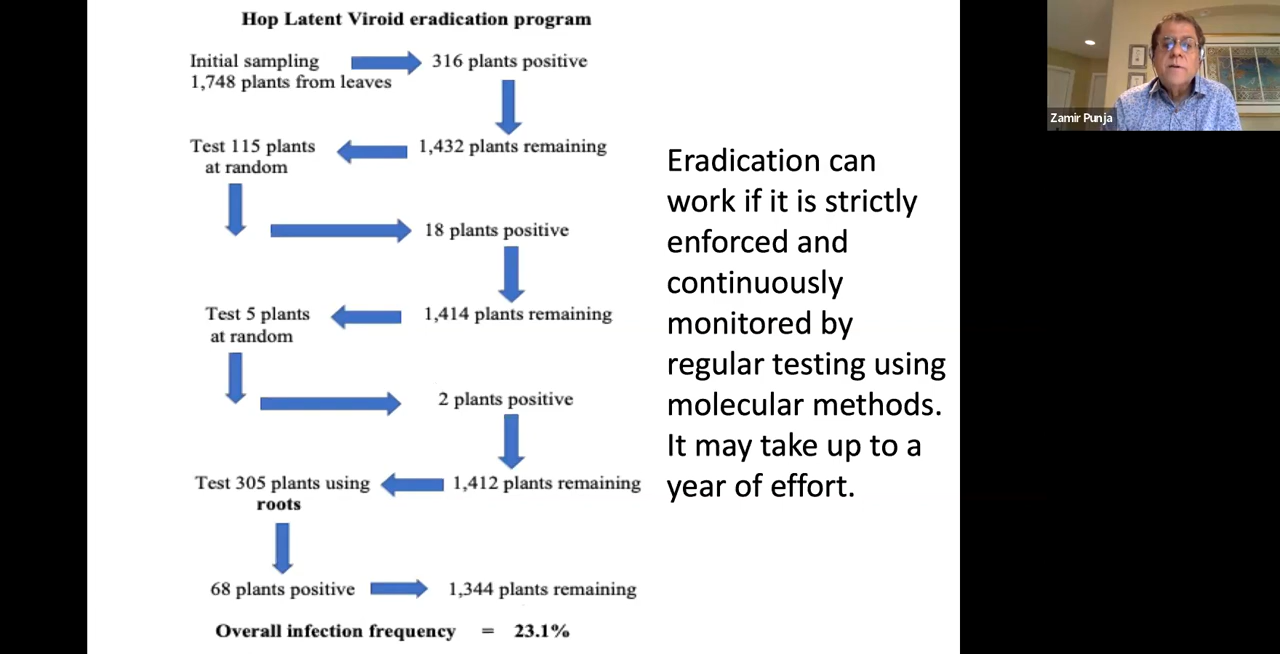 Hop Latent Viroid eradication program
Initial sampling
1,748 plants from leaves
316 plants positive
Test 115 plants
at random
1,432 plants remaining
18 plants positive
Test 5 plants
at random
1,414 plants remaining
2 plants positive
Test 305 plants using
roots
1,412 plants remaining
68 plants positive
1,344 plants remaining
Overall infection frequency = 23.1%
Eradication can
work if it is strictly
enforced and
continuously
monitored by
regular testing using
molecular methods.
It may take up to a
year of effort.
Zamir Punja